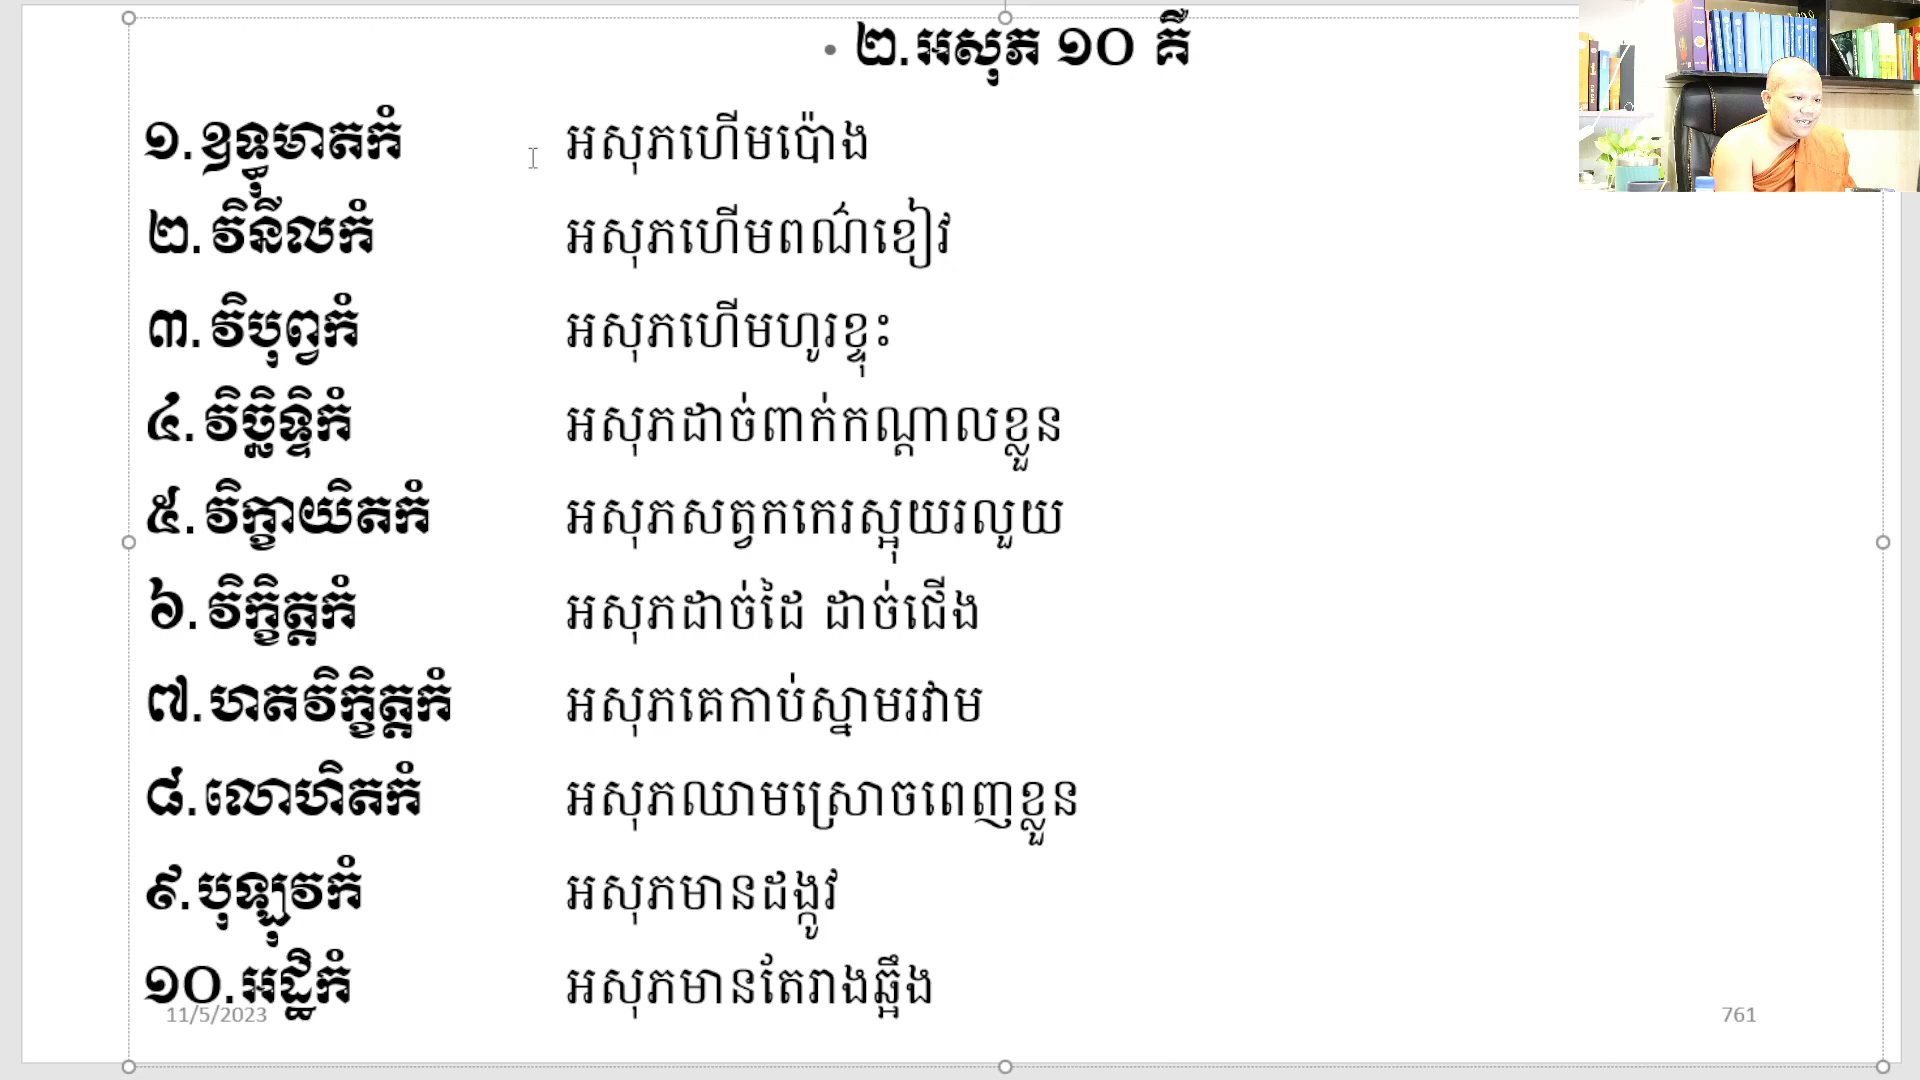 • ២.អសុភ ១០ គឺ
១.ឧទ្ធុមាតកំ អសុភហើមប៉ោង
២.វិនីលកំ អសុភហើមពណ៌ខៀវ
៣.វិបុព្វកំ អសុភហើមហូរខ្ទុះ
៤.វិច្ឆិទ្ទិកំ អសុភដាច់ពាក់កណ្ដាលខ្លួន
៥.វិក្ខាយិតកំ អសុភសត្វកកេរស្អុយរលួយ
៦.វិក្ខិត្តកំ អសុភដាច់ដៃ ដាច់ជើង
៧.ហតវិក្ខិត្តកំ អសុភគេកាប់ស្នាមរវាម
៨.លោហិតកំ អសុភឈាមស្រោចពេញខ្លួន
៩.បុឡុវកំ អសុភមានដង្កូវ
១០.អដ្ឋិកំ អសុភមានតែរាងឆ្អឹង
11/5/2023 761